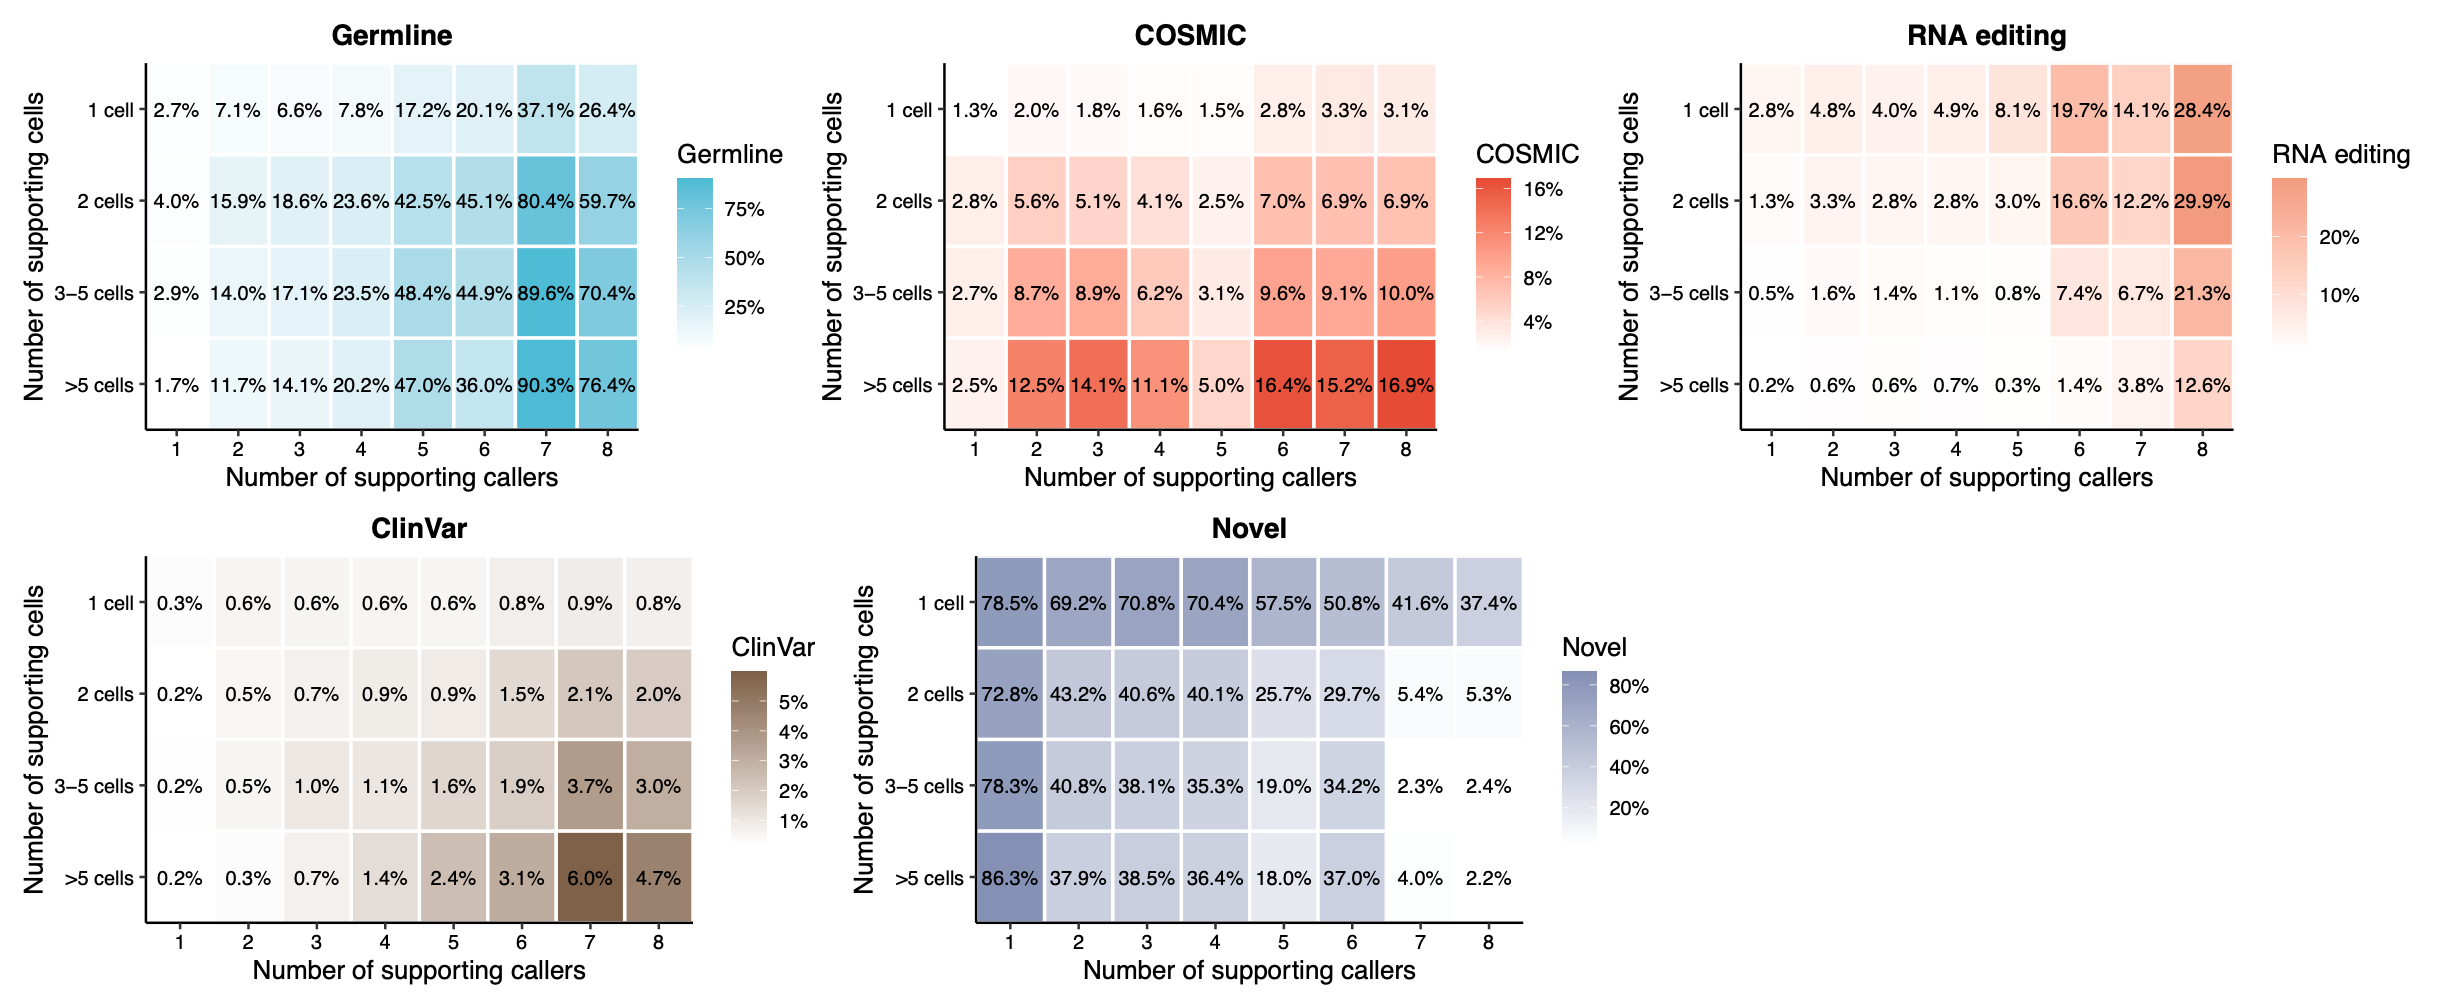 Germline
Number of supporting cells
1 cell 2.7% 7.1% 6.6% 7.8% 17.2% 20.1% 37.1% 26.4%
2 cells 4.0% 15.9% 18.6% 23.6% 42.5% 45.1% 80.4% 59.7%
3−5 cells 2.9% 14.0% 17.1% 23.5% 48.4% 44.9% 89.6% 70.4%
>5 cells 1.7% 11.7% 14.1% 20.2% 47.0% 36.0% 90.3% 76.4%
1 2 3 4 5 6 7 8
Number of supporting callers
Germline
75%
50%
25%
COSMIC
Number of supporting cells
1 cell 1.3% 2.0% 1.8% 1.6% 1.5% 2.8% 3.3% 3.1%
2 cells 2.8% 5.6% 5.1% 4.1% 2.5% 7.0% 6.9% 6.9%
3−5 cells 2.7% 8.7% 8.9% 6.2% 3.1% 9.6% 9.1% 10.0%
>5 cells 2.5% 12.5% 14.1% 11.1% 5.0% 16.4% 15.2% 16.9%
1 2 3 4 5 6 7 8
Number of supporting callers
COSMIC
16%
12%
8%
4%
RNA editing
Number of supporting cells
1 cell 2.8% 4.8% 4.0% 4.9% 8.1% 19.7% 14.1% 28.4%
2 cells 1.3% 3.3% 2.8% 2.8% 3.0% 16.6% 12.2% 29.9%
3−5 cells 0.5% 1.6% 1.4% 1.1% 0.8% 7.4% 6.7% 21.3%
>5 cells 0.2% 0.6% 0.6% 0.7% 0.3% 1.4% 3.8% 12.6%
1 2 3 4 5 6 7 8
Number of supporting callers
RNA editing
20%
10%
ClinVar
Number of supporting cells
1 cell 0.3% 0.6% 0.6% 0.6% 0.6% 0.8% 0.9% 0.8%
2 cells 0.2% 0.5% 0.7% 0.9% 0.9% 1.5% 2.1% 2.0%
3−5 cells 0.2% 0.5% 1.0% 1.1% 1.6% 1.9% 3.7% 3.0%
>5 cells 0.2% 0.3% 0.7% 1.4% 2.4% 3.1% 6.0% 4.7%
1 2 3 4 5 6 7 8
Number of supporting callers
ClinVar
5%
4%
3%
2%
1%
Novel
Number of supporting cells
1 cell 78.5% 69.2% 70.8% 70.4% 57.5% 50.8% 41.6% 37.4%
2 cells 72.8% 43.2% 40.6% 40.1% 25.7% 29.7% 5.4% 5.3%
3−5 cells 78.3% 40.8% 38.1% 35.3% 19.0% 34.2% 2.3% 2.4%
>5 cells 86.3% 37.9% 38.5% 36.4% 18.0% 37.0% 4.0% 2.2%
1 2 3 4 5 6 7 8
Number of supporting callers
Novel
80%
60%
40%
20%